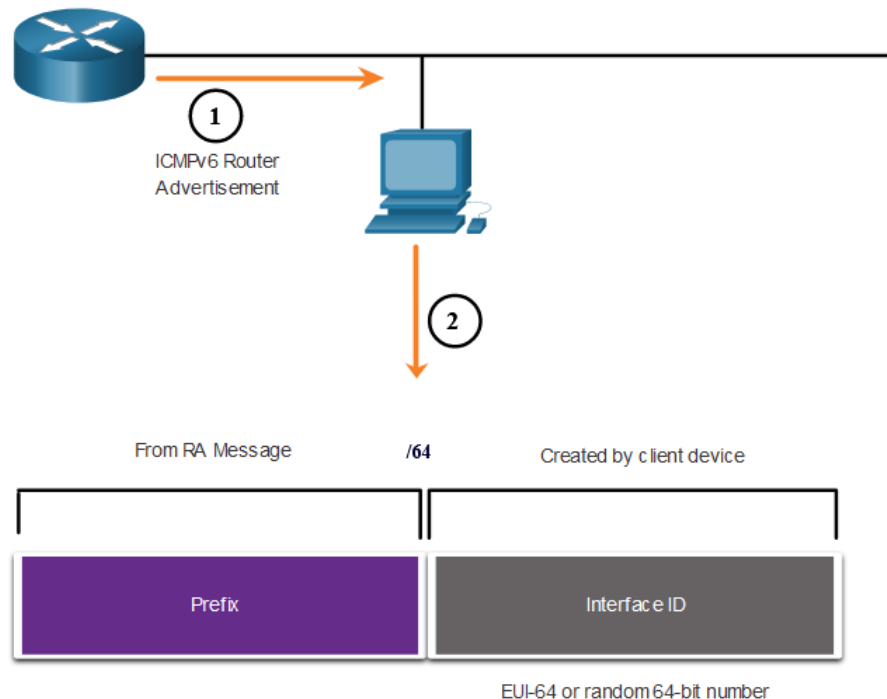 1
ICMPv6 Router
Advertisement
2
From RA Message
/64
Created by client device
Prefix
Interface ID
EUI-64 or random 64-bit number